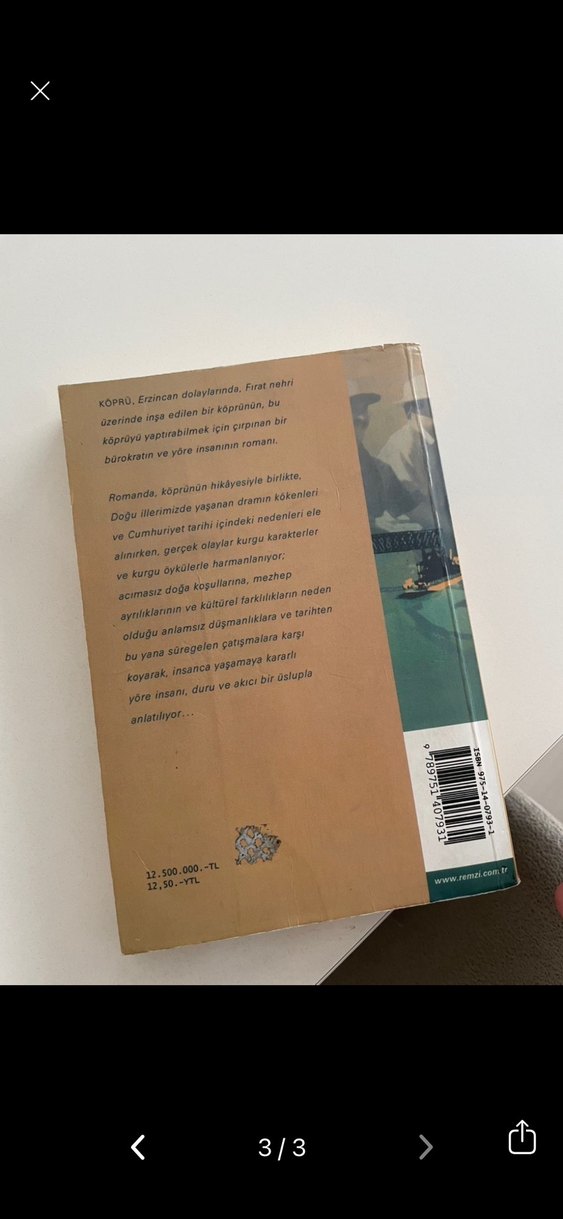 KÖPRÜ, Erzincan dolaylarında, Fırat nehri
üzerinde inşa edilen bir köprünün, bu
köprüyü yaptırabilmek için çırpınan bir
bürokratın ve yöre insanının romanı.
Romanda, köprünün hikâyesiyle birlikte,
Doğu illerimizde yaşanan dramın kökenleri
ve Cumhuriyet tarihi içindeki nedenleri ele
alınırken, gerçek olaylar kurgu karakterler
ve kurgu öykülerle harmanlanıyor;
acımasız doğa koşullarına, mezhep
ayrılıklarının ve kültürel farklılıkların neden
olduğu anlamsız düşmanlıklara ve tarihten
bu yana süregelen çatışmalara karşı
koyarak, insanca yaşamaya kararlı
yöre insanı, duru ve akıcı bir üslupla
anlatılıyor...
12.500.000.-TL
12,50.-YTL
ISBN 975-14-0793-1
9 789751 407931
www.remzi.com.tr
3/3